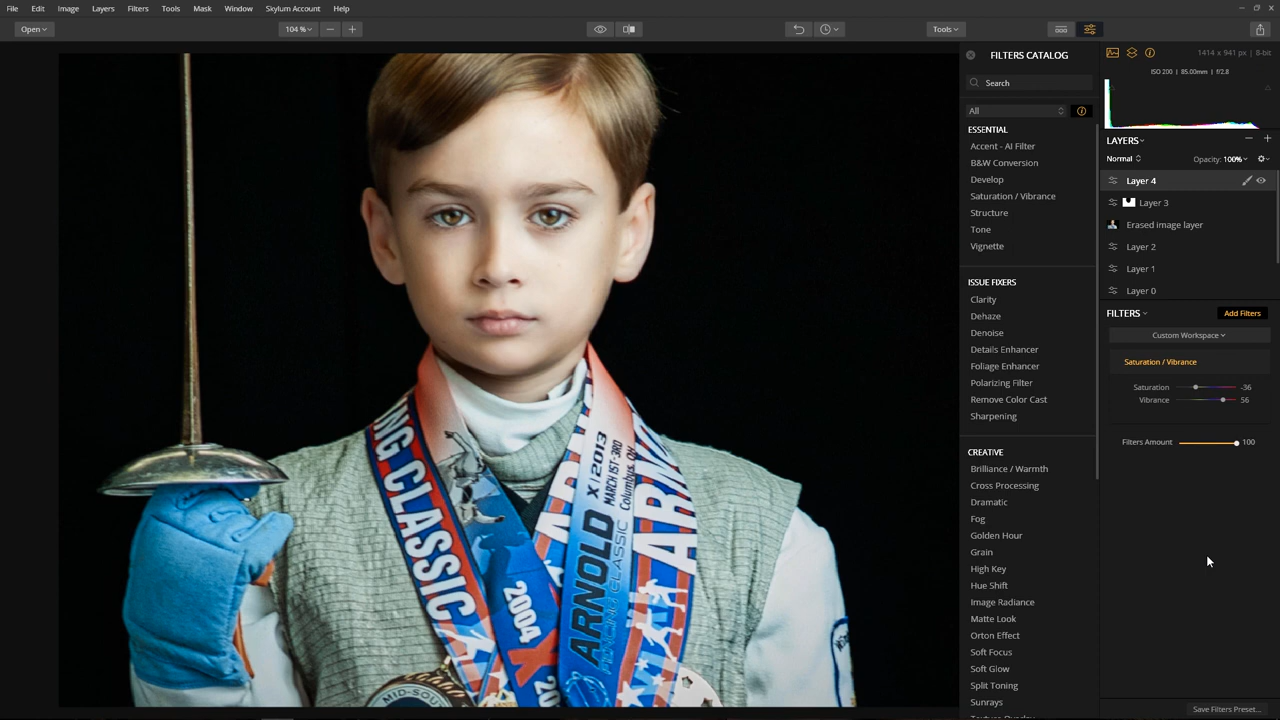 File Edit Image Layers Filters Tools Mask Window Skylum Account Help
Open 104 % Tools
FILTERS CATALOG
Search
All
ESSENTIAL
Accent - AI Filter
B&W Conversion
Develop
Saturation / Vibrance
Structure
Tone
Vignette
ISSUE FIXERS
Clarity
Dehaze
Denoise
Details Enhancer
Foliage Enhancer
Polarizing Filter
Remove Color Cast
Sharpening
CREATIVE
Brilliance / Warmth
Cross Processing
Dramatic
Fog
Golden Hour
Grain
High Key
Hue Shift
Image Radiance
Matte Look
Orton Effect
Soft Focus
Soft Glow
Split Toning
Sunrays
1414 x 941 px | 8-bit
ISO 200 | 85.00mm | f/2.8
LAYERS
Normal Opacity: 100%
Layer 4
Layer 3
Erased image layer
Layer 2
Layer 1
Layer 0
FILTERS Add Filters
Custom Workspace
Saturation / Vibrance
Saturation -36
Vibrance 56
Filters Amount 100
Save Filters Preset...
CLASSIC
2004
X | 2013
MARCH 1ST-3RD
Columbus, OH
ARNOLD
FENCING CLASSIC
MID-SOU